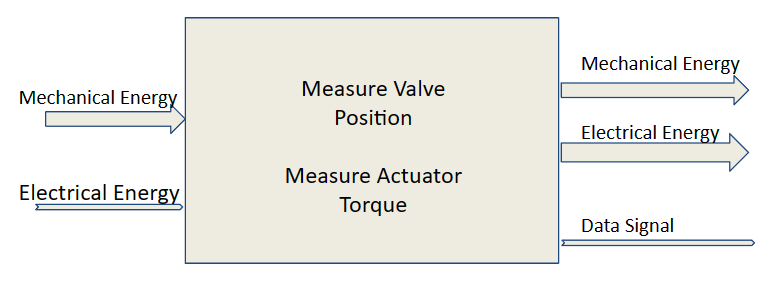 Mechanical Energy
Electrical Energy
Measure Valve
Position
Measure Actuator
Torque
Mechanical Energy
Electrical Energy
Data Signal